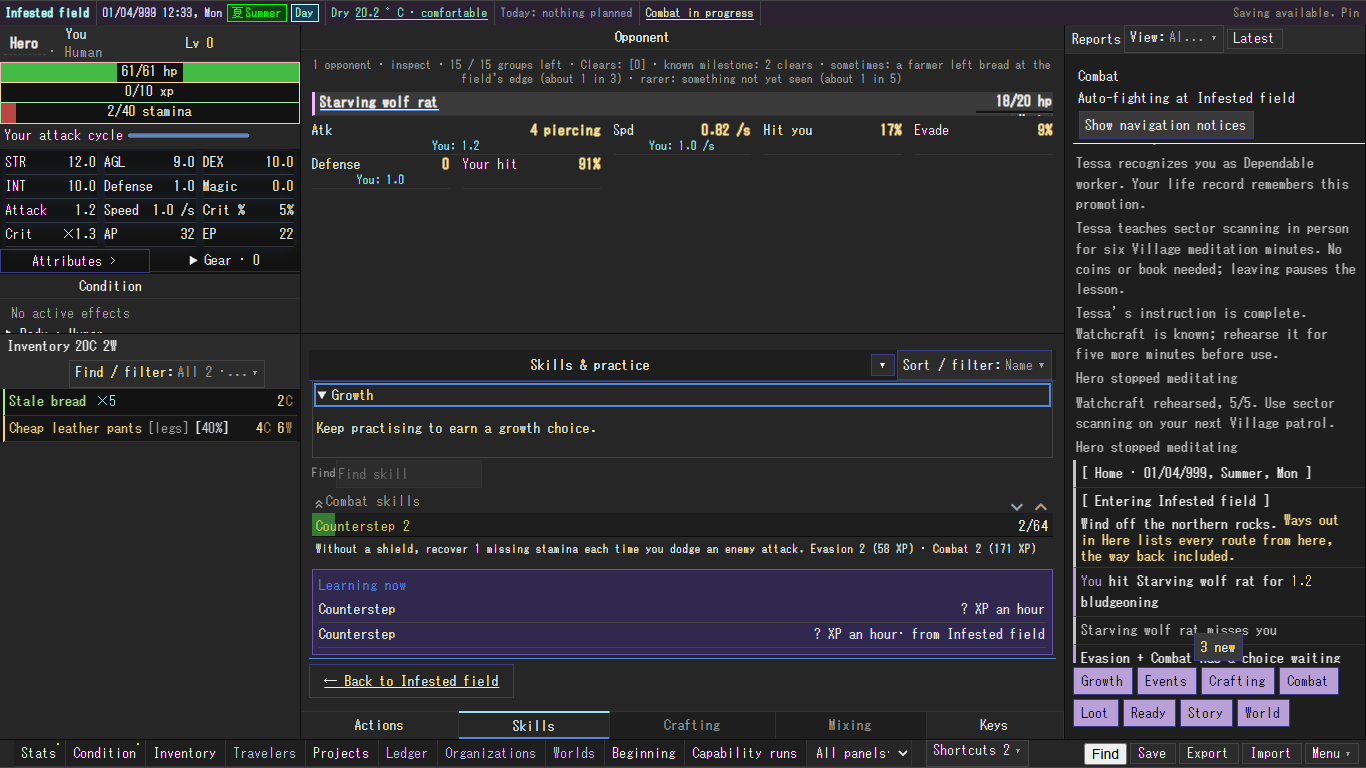 Infested field 01/04/999 12:33, Mon 夏Summer Day Dry 20.2 ° C · comfortable Today: nothing planned Combat in progress Saving available. Pin
Hero · You Human Lv 0
61/61 hp
0/10 xp
2/40 stamina
Your attack cycle
STR 12.0 AGL 9.0 DEX 10.0
INT 10.0 Defense 1.0 Magic 0.0
Attack 1.2 Speed 1.0 /s Crit % 5%
Crit ×1.3 AP 32 EP 22
Attributes > ▶ Gear · 0
Condition
No active effects
Inventory 20C 2W
Find / filter: All 2 ·... ▾
Stale bread ×5 2C
Cheap leather pants [legs] [40%] 4C 6W
Opponent
1 opponent · inspect · 15 / 15 groups left · Clears: [0] · known milestone: 2 clears · sometimes: a farmer left bread at the
field's edge (about 1 in 3) · rarer: something not yet seen (about 1 in 5)
Starving wolf rat 18/20 hp
Atk 4 piercing Spd 0.82 /s Hit you 17% Evade 9%
You: 1.2 You: 1.0 /s
Defense 0 Your hit 91%
You: 1.0
Skills & practice ▾ Sort / filter: Name ▾
▼ Growth
Keep practising to earn a growth choice.
Find Find skill
Combat skills
Counterstep 2 2/64
Without a shield, recover 1 missing stamina each time you dodge an enemy attack. Evasion 2 (58 XP) · Combat 2 (171 XP)
Learning now
Counterstep ? XP an hour
Counterstep ? XP an hour· from Infested field
← Back to Infested field
Actions Skills Crafting Mixing Keys
Reports View: Al... ▾ Latest
Combat
Auto-fighting at Infested field
Show navigation notices
Tessa recognizes you as Dependable
worker. Your life record remembers this
promotion.
Tessa teaches sector scanning in person
for six Village meditation minutes. No
coins or book needed; leaving pauses the
lesson.
Tessa's instruction is complete.
Watchcraft is known; rehearse it for
five more minutes before use.
Hero stopped meditating
Watchcraft rehearsed, 5/5. Use sector
scanning on your next Village patrol.
Hero stopped meditating
[ Home · 01/04/999, Summer, Mon ]
[ Entering Infested field ]
Wind off the northern rocks. Ways out
in Here lists every route from here,
the way back included.
You hit Starving wolf rat for 1.2
bludgeoning
Starving wolf rat misses you
3 new
Evasion + Combat has a choice waiting
Growth Events Crafting Combat
Loot Ready Story World
Stats Condition Inventory Travelers Projects Ledger Organizations Worlds Beginning Capability runs All panels· Shortcuts 2 ▾ Find Save Export Import Menu ▾